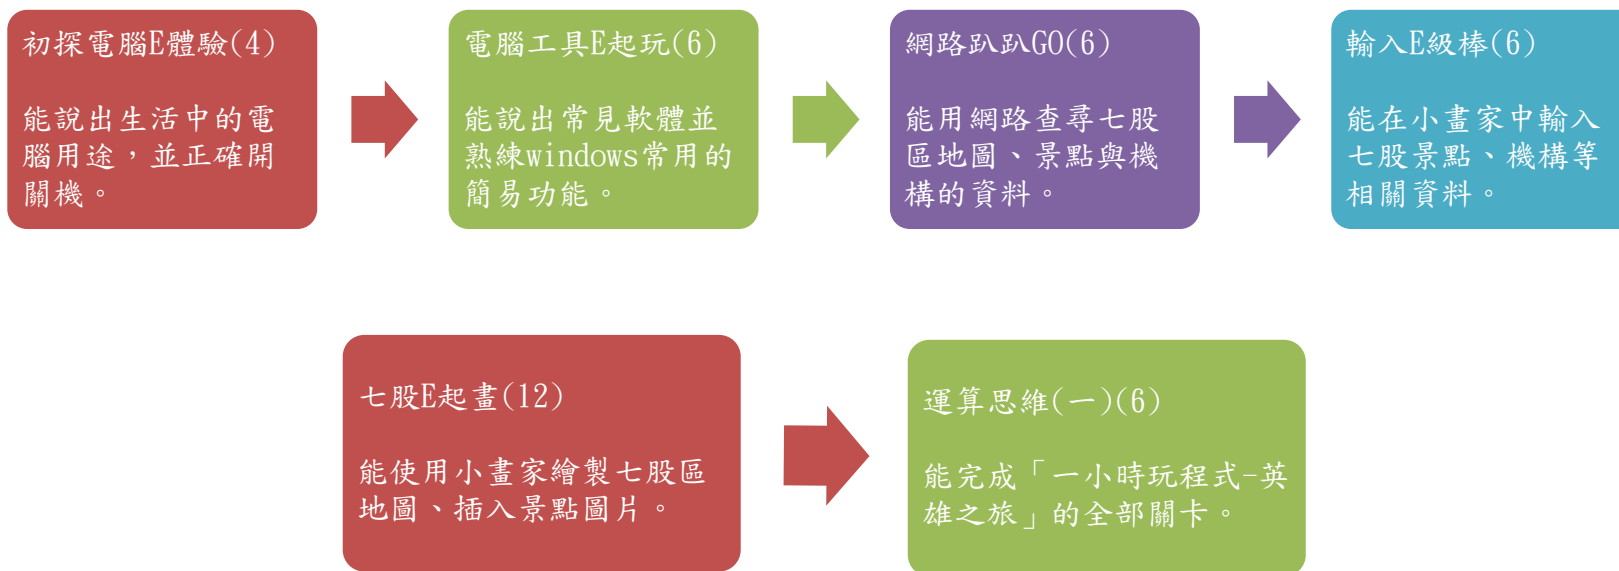 初探電腦E體驗(4)
能說出生活中的電
腦用途，並正確開
關機。
電腦工具E起玩(6)
能說出常見軟體並
熟練windows常用的
簡易功能。
網路趴趴GO(6)
能用網路查尋七股
區地圖、景點與機
構的資料。
輸入E級棒(6)
能在小畫家中輸入
七股景點、機構等
相關資料。
七股E起畫(12)
能使用小畫家繪製七股區
地圖、插入景點圖片。
運算思維(一)(6)
能完成「一小時玩程式-英
雄之旅」的全部關卡。